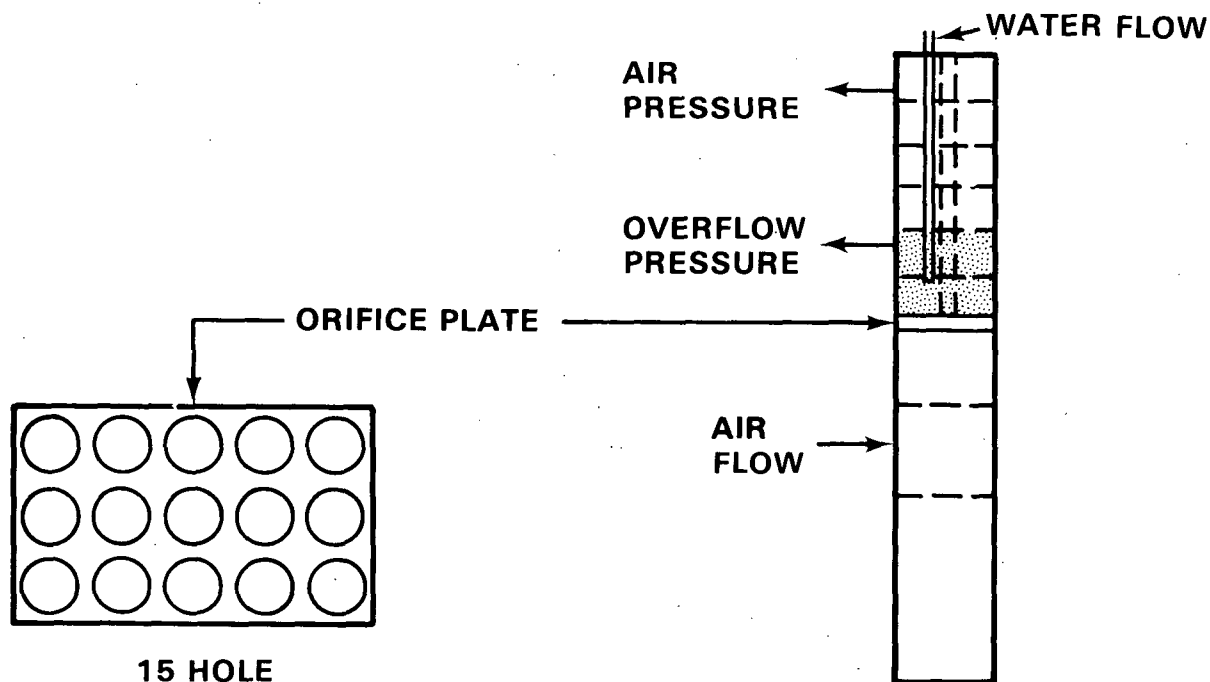 WATER FLOW
AIR
PRESSURE
OVERFLOW
PRESSURE
ORIFICE PLATE
AIR
FLOW
15 HOLE